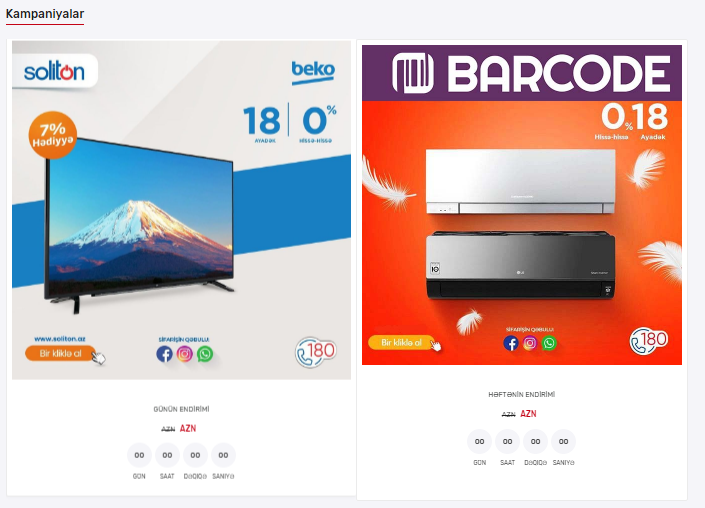 Kampaniyalar
soliton
beko
7%
Hədiyyə
18 0%
AYADƏK HİSSƏ-HİSSƏ
www.soliton.az
SİFARİŞİN QƏBULU:
Bir kliklə al
180
GÜNÜN ENDİRİMİ
AZN AZN
00 00 00 00
GÜN SAAT DƏQİQƏ SANİYƏ
BARCODE
0% 18
Hissə-hissə Ayadək
LG
SİFARİŞİN QƏBULU:
Bir kliklə al
180
HƏFTƏNİN ENDİRİMİ
AZN AZN
00 00 00 00
GÜN SAAT DƏQİQƏ SANİYƏ